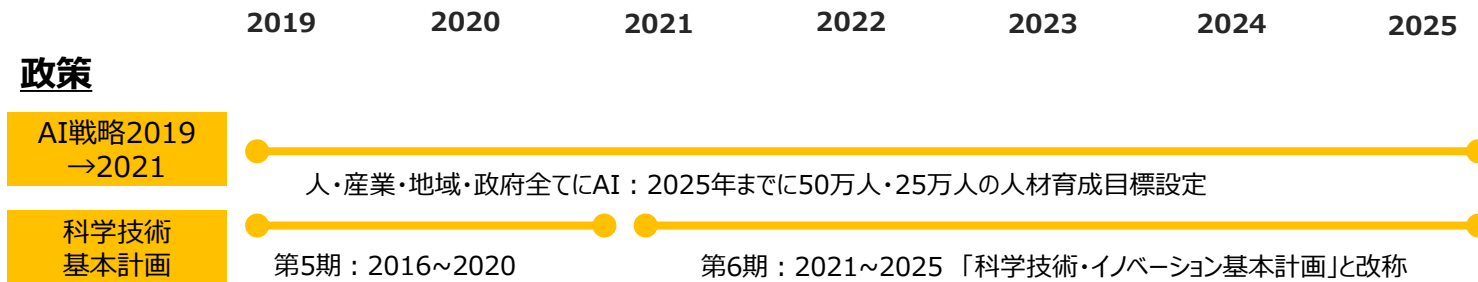 2019 2020 2021 2022 2023 2024 2025
政策
AI戦略2019
→2021
人・産業・地域・政府全てにAI：2025年までに50万人・25万人の人材育成目標設定
科学技術
基本計画
第5期：2016~2020
第6期：2021~2025 「科学技術・イノベーション基本計画」と改称